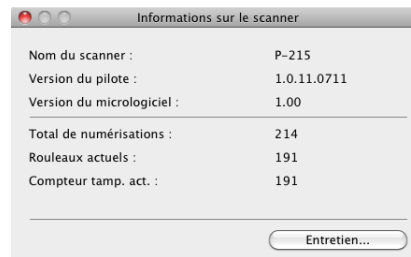 Informations sur le scanner
Nom du scanner : P-215
Version du pilote : 1.0.11.0711
Version du micrologiciel : 1.00
Total de numérisations : 214
Rouleaux actuels : 191
Compteur tamp. act. : 191
Entretien...